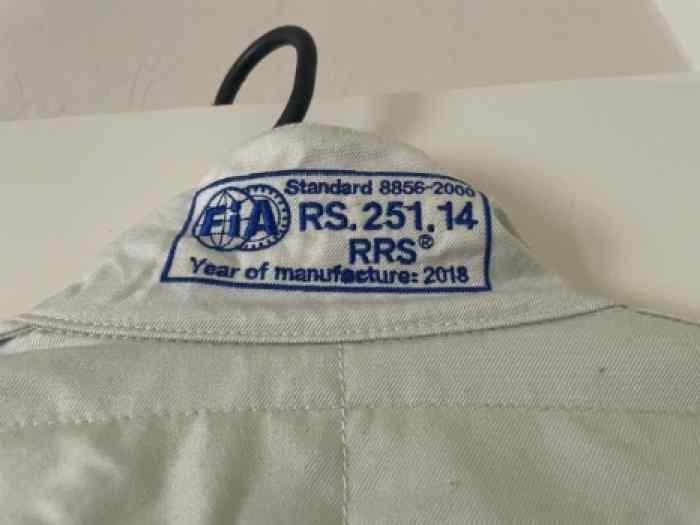 Standard 8856-2000
FiA RS.251.14
RRS®
Year of manufacture: 2018